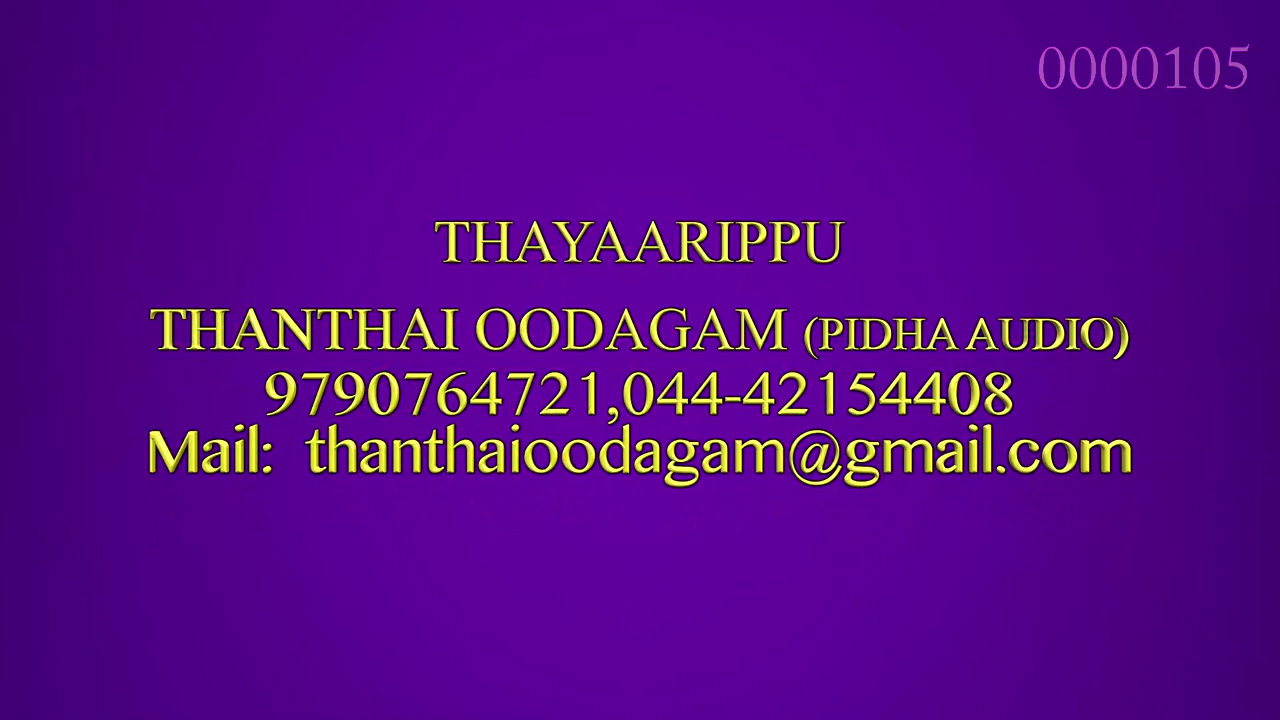 0000105
THAYAARIPPU
THANTHAI OODAGAM (PIDHA AUDIO)
9790764721,044-42154408
Mail: thanthaioodagam@gmail.com